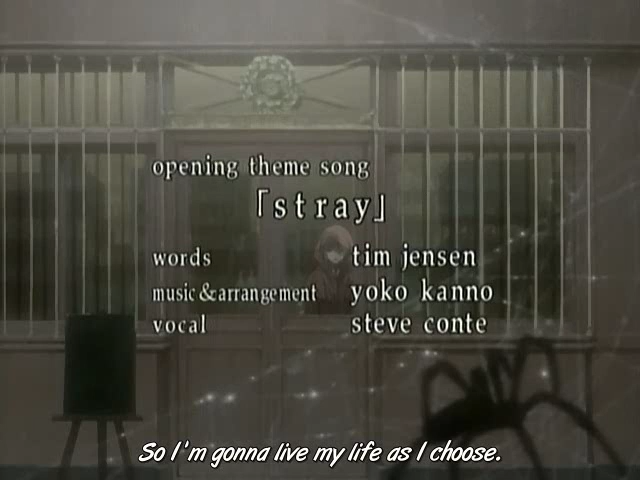 opening theme song
「stray」
words tim jensen
music&arrangement yoko kanno
vocal steve conte
So I'm gonna live my life as I choose.